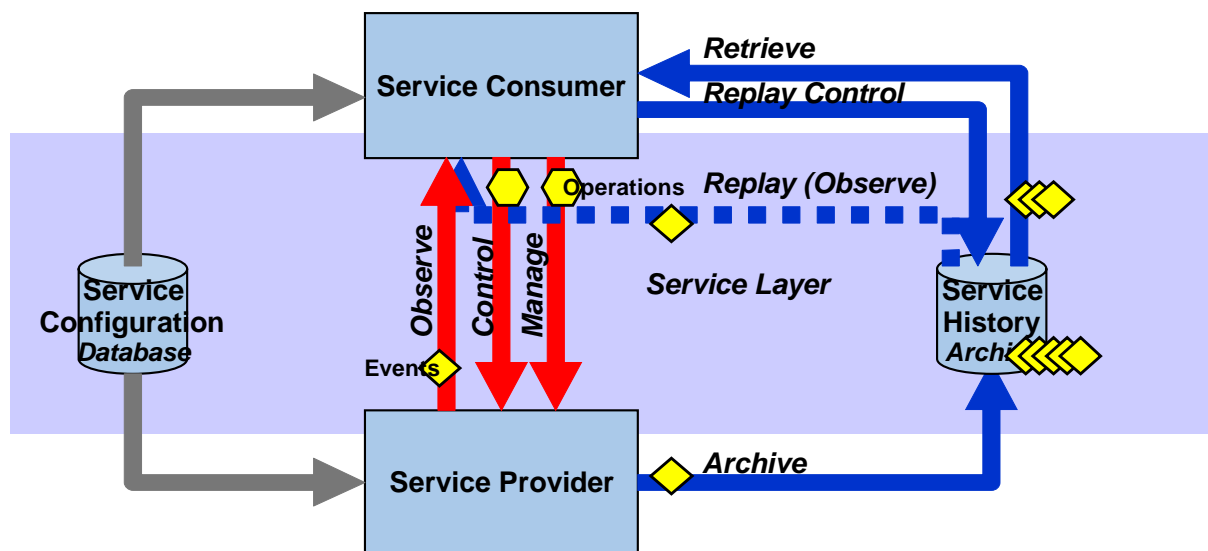 Retrieve
Service Consumer
Replay Control
Operations
Replay (Observe)
Observe
Control
Manage
Service Layer
Service
Configuration
Database
Service
History
Archi
Events
Archive
Service Provider